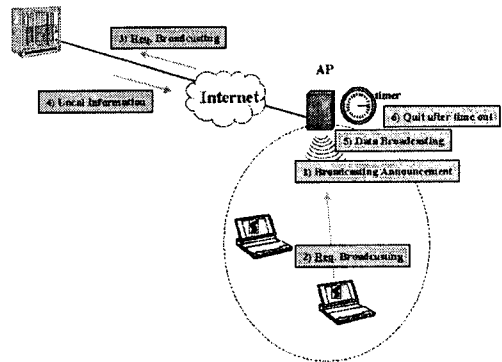 3) Req. Broadcasting
AP
timer
4) Local Information
Internet
6) Quit after time out
5) Data Broadcasting
1) Broadcasting Announcement
2) Req. Broadcasting